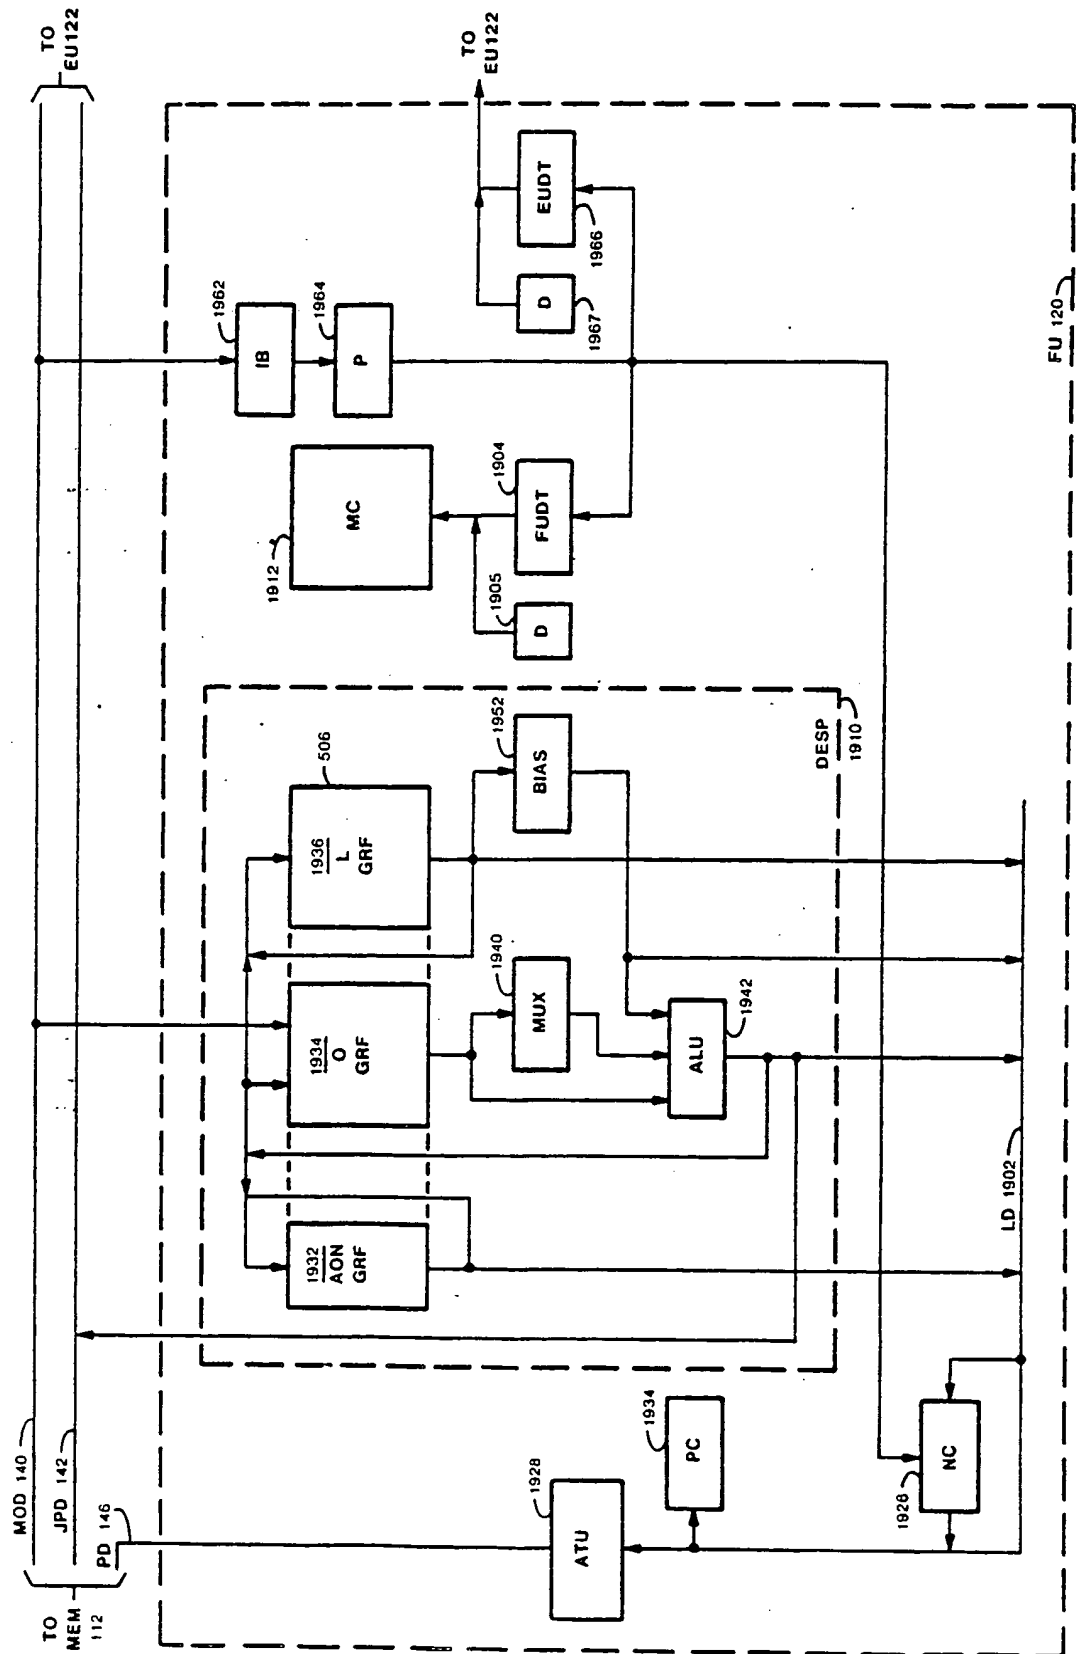 TO
MEM
112
MOD 140
JPD 142
PD 146
TO
EU122
TO
EU122
ATU
1928
PC
1934
NC
1926
1932
AON
GRF
1934
O
GRF
1936
L
GRF
506
MUX
1940
BIAS
1952
ALU
1942
DESP
1910
LD 1902
MC
1912
D
1905
FUDT
1904
IB
1962
P
1964
D
1967
EUDT
1966
FU 120